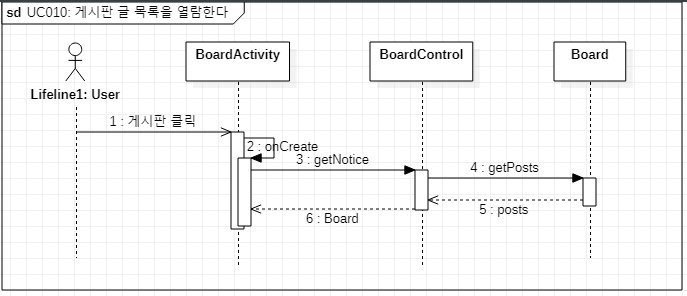 sd UC010: 게시판 글 목록을 열람한다
BoardActivity
BoardControl
Board
Lifeline1: User
1 : 게시판 클릭
2 : onCreate
3 : getNotice
4 : getPosts
5 : posts
6 : Board